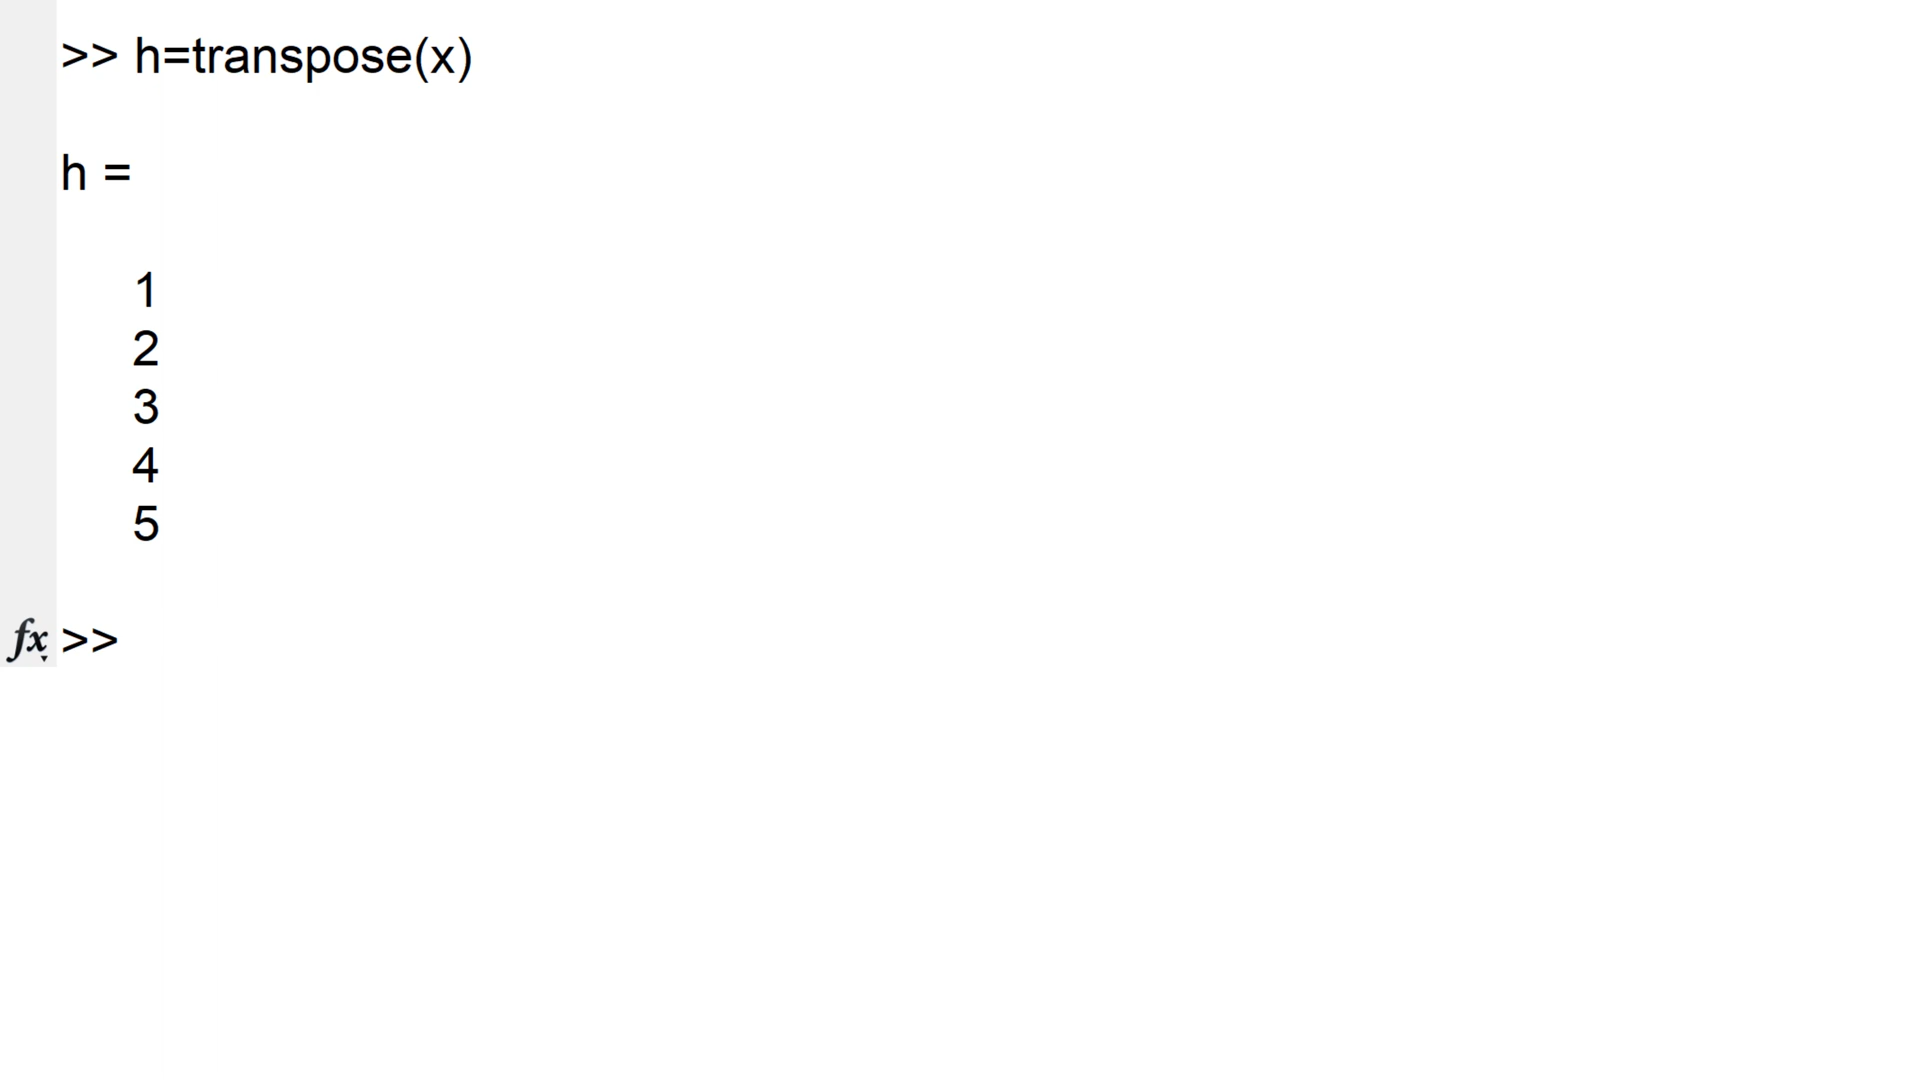 >> h=transpose(x)
h =
1
2
3
4
5
fx >>